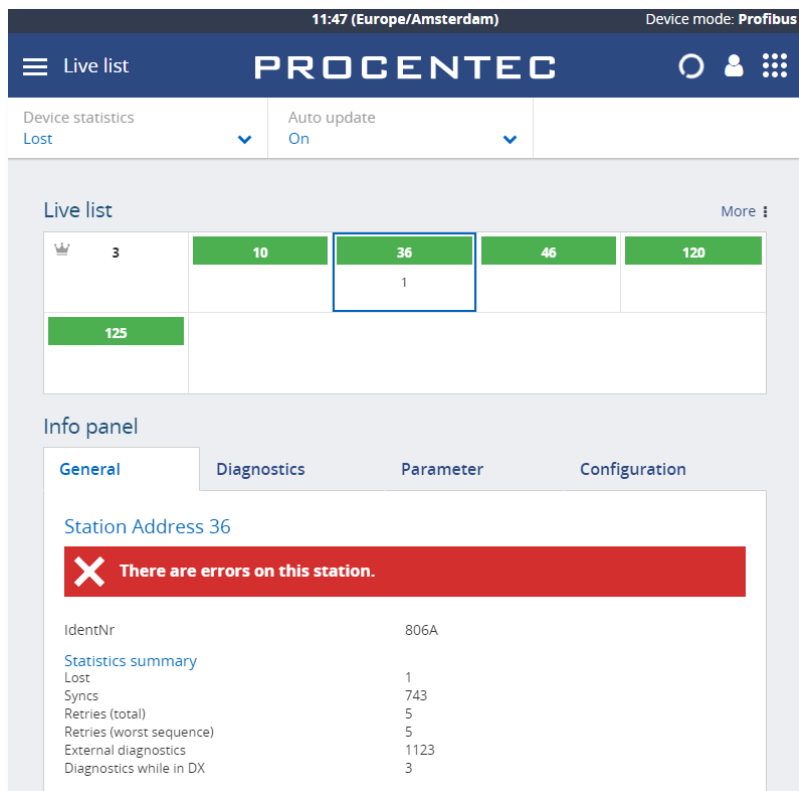 11:47 (Europe/Amsterdam) Device mode: Profibus
Live list PROCENTEC
Device statistics Auto update
Lost On
Live list More
3 10 36 46 120
1
125
Info panel
General Diagnostics Parameter Configuration
Station Address 36
There are errors on this station.
IdentNr 806A
Statistics summary
Lost 1
Syncs 743
Retries (total) 5
Retries (worst sequence) 5
External diagnostics 1123
Diagnostics while in DX 3